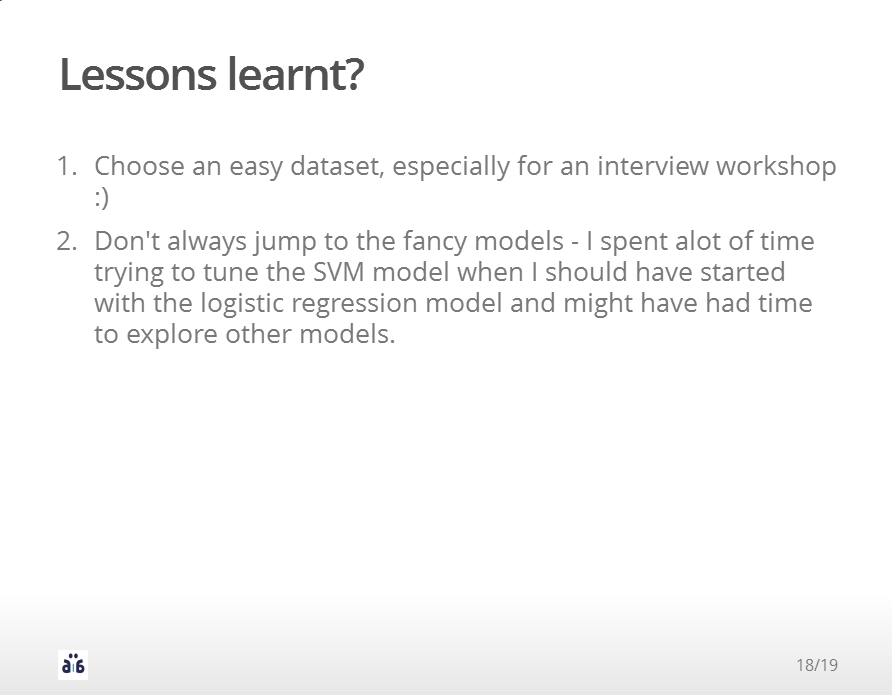 Lessons learnt?
1. Choose an easy dataset, especially for an interview workshop
:)
2. Don't always jump to the fancy models - I spent alot of time
trying to tune the SVM model when I should have started
with the logistic regression model and might have had time
to explore other models.
18/19